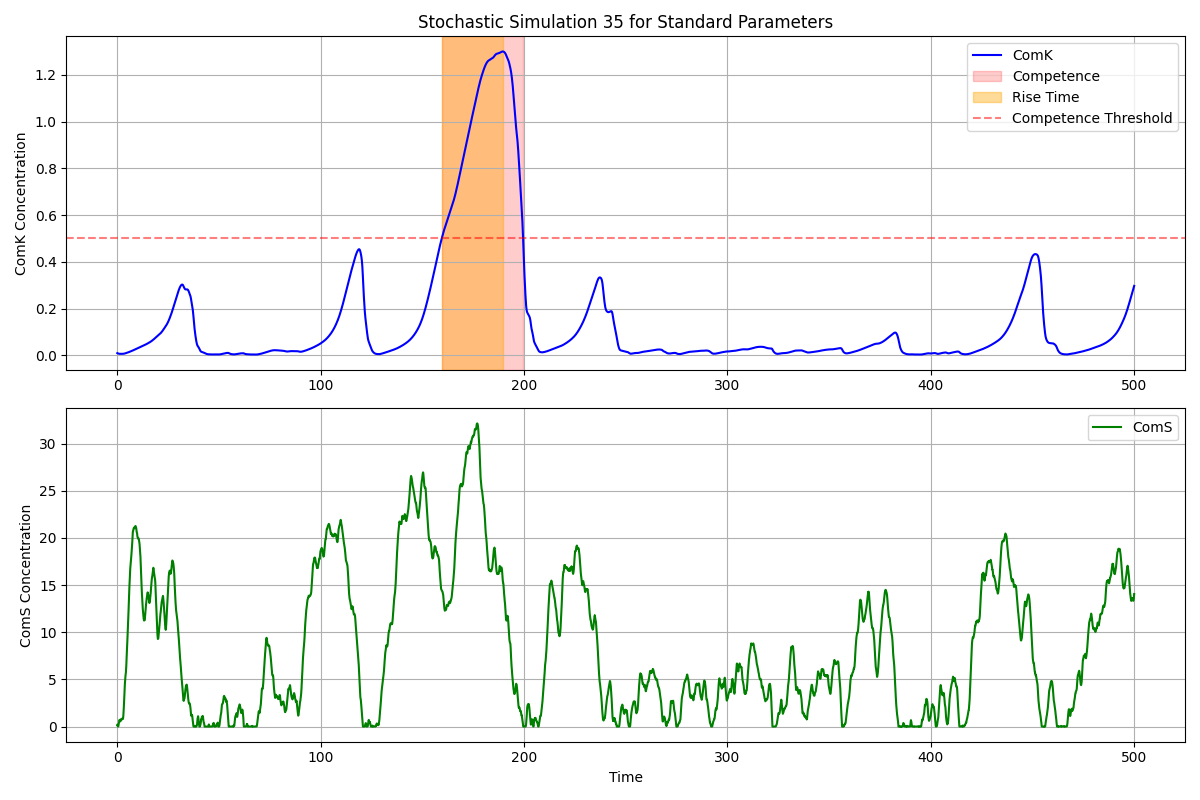 Stochastic Simulation 35 for Standard Parameters
ComK Concentration
1.2
1.0
0.8
0.6
0.4
0.2
0.0
ComK
Competence
Rise Time
Competence Threshold
0 100 200 300 400 500
ComS Concentration
30
25
20
15
10
5
0
ComS
0 100 200 300 400 500
Time